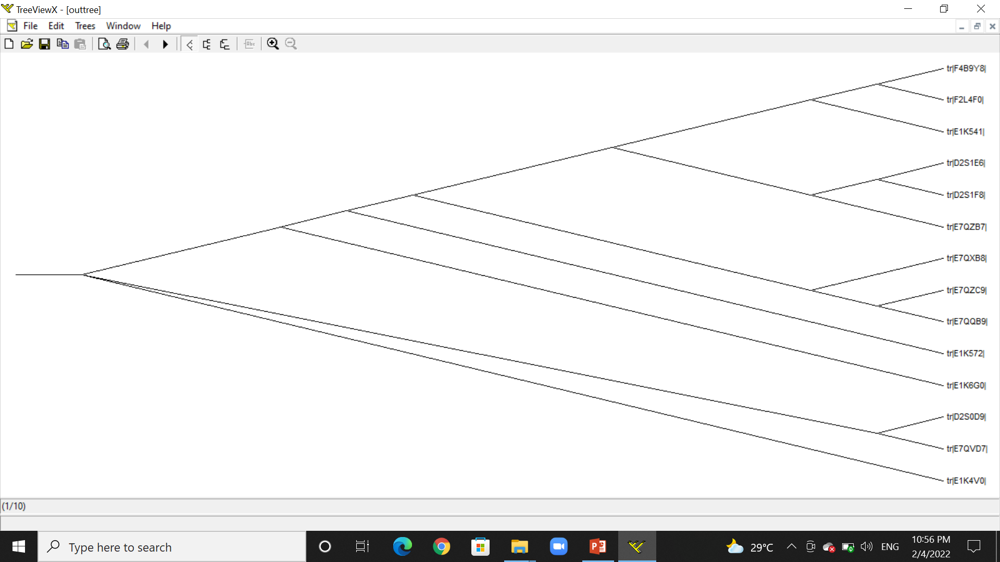 TreeViewX - [outtree]
File Edit Trees Window Help
Abc
tr|F4B9Y8|
tr|F2L4F0|
tr|E1K541|
tr|D2S1E6|
tr|D2S1F8|
tr|E7QZB7|
tr|E7QXB8|
tr|E7QZC9|
tr|E7QQB9|
tr|E1K572|
tr|E1K6G0|
tr|D2S0D9|
tr|E7QVD7|
tr|E1K4V0|
(1/10)
Type here to search
P
29°C
ENG
10:56 PM
2/4/2022